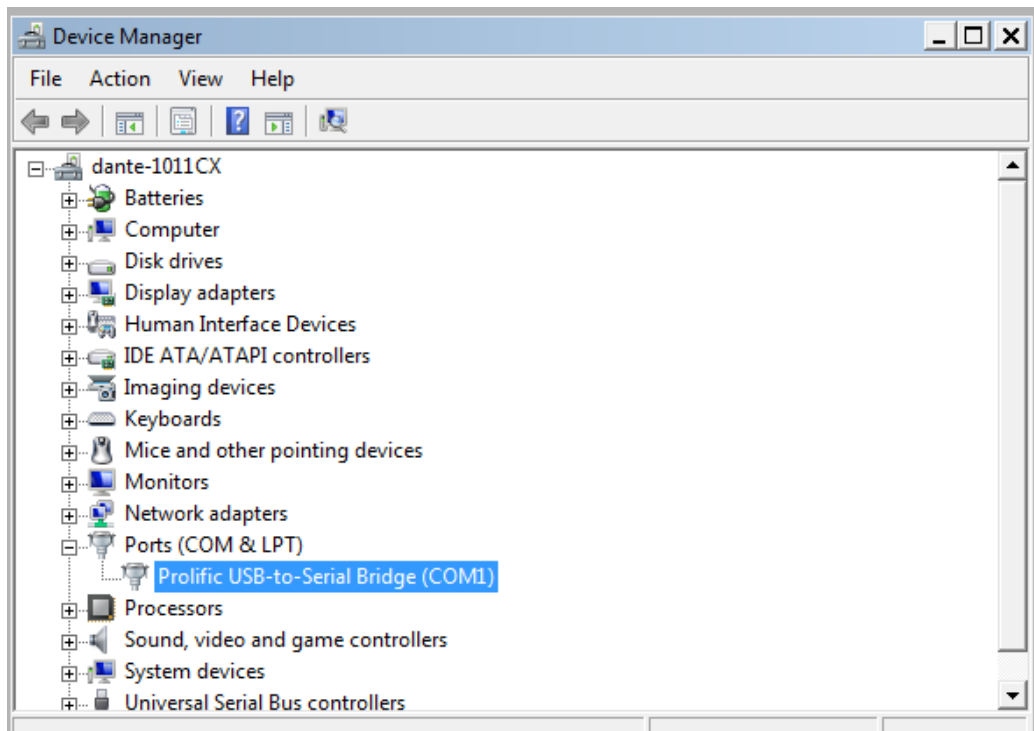 Device Manager
File Action View Help
dante-1011CX
Batteries
Computer
Disk drives
Display adapters
Human Interface Devices
IDE ATA/ATAPI controllers
Imaging devices
Keyboards
Mice and other pointing devices
Monitors
Network adapters
Ports (COM & LPT)
Prolific USB-to-Serial Bridge (COM1)
Processors
Sound, video and game controllers
System devices
Universal Serial Bus controllers